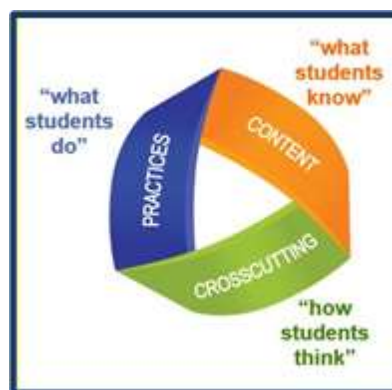 “what
students
do”
PRACTICES
“what
students
know”
CONTENT
CROSSCUTTING
“how
students
think”